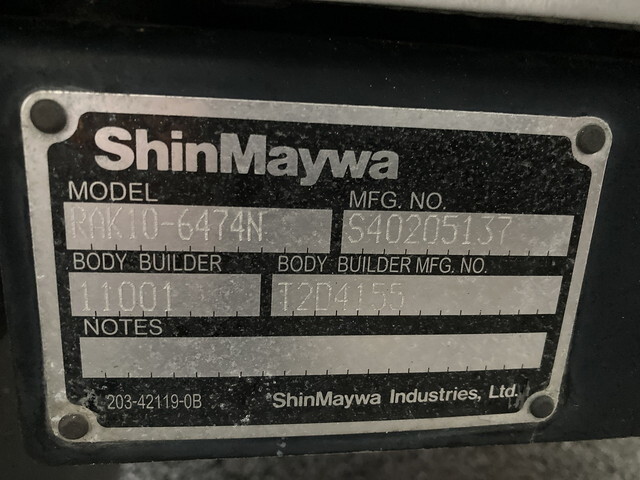 ShinMaywa
MODEL MFG. NO.
RAK10-6474N S40205137
BODY BUILDER BODY BUILDER MFG. NO.
11001 T2D4155
NOTES
203-42119-0B ShinMaywa Industries, Ltd.